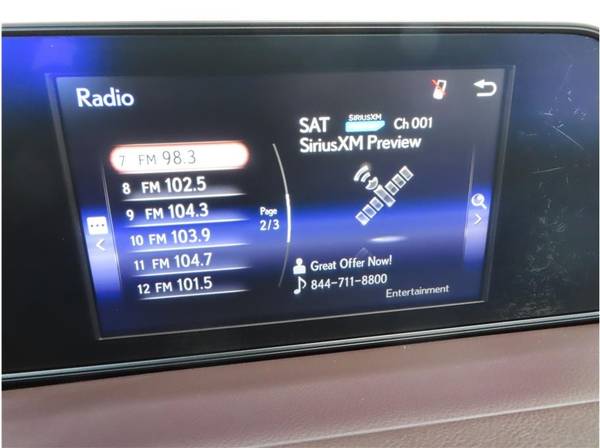 Radio
7 FM 98.3
8 FM 102.5
9 FM 104.3
10 FM 103.9
11 FM 104.7
12 FM 101.5
Page
2/3
SAT SIRIUSXM Ch 001
SiriusXM Preview
Great Offer Now!
844-711-8800
Entertainment